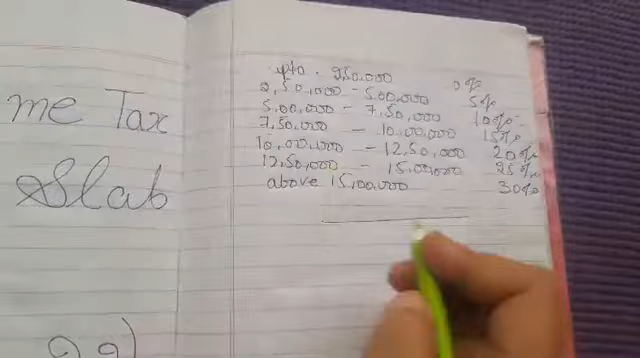 me Tax
Slab
upto . 250,000 0%
2,50,000 - 5,00,000 5%
5,00,000 - 7,50,000 10%
7,50,000 - 10,00,000 15%
10,00,000 - 12,50,000 20%
12,50,000 - 15,00,000 25%
above 15,00,000 30%